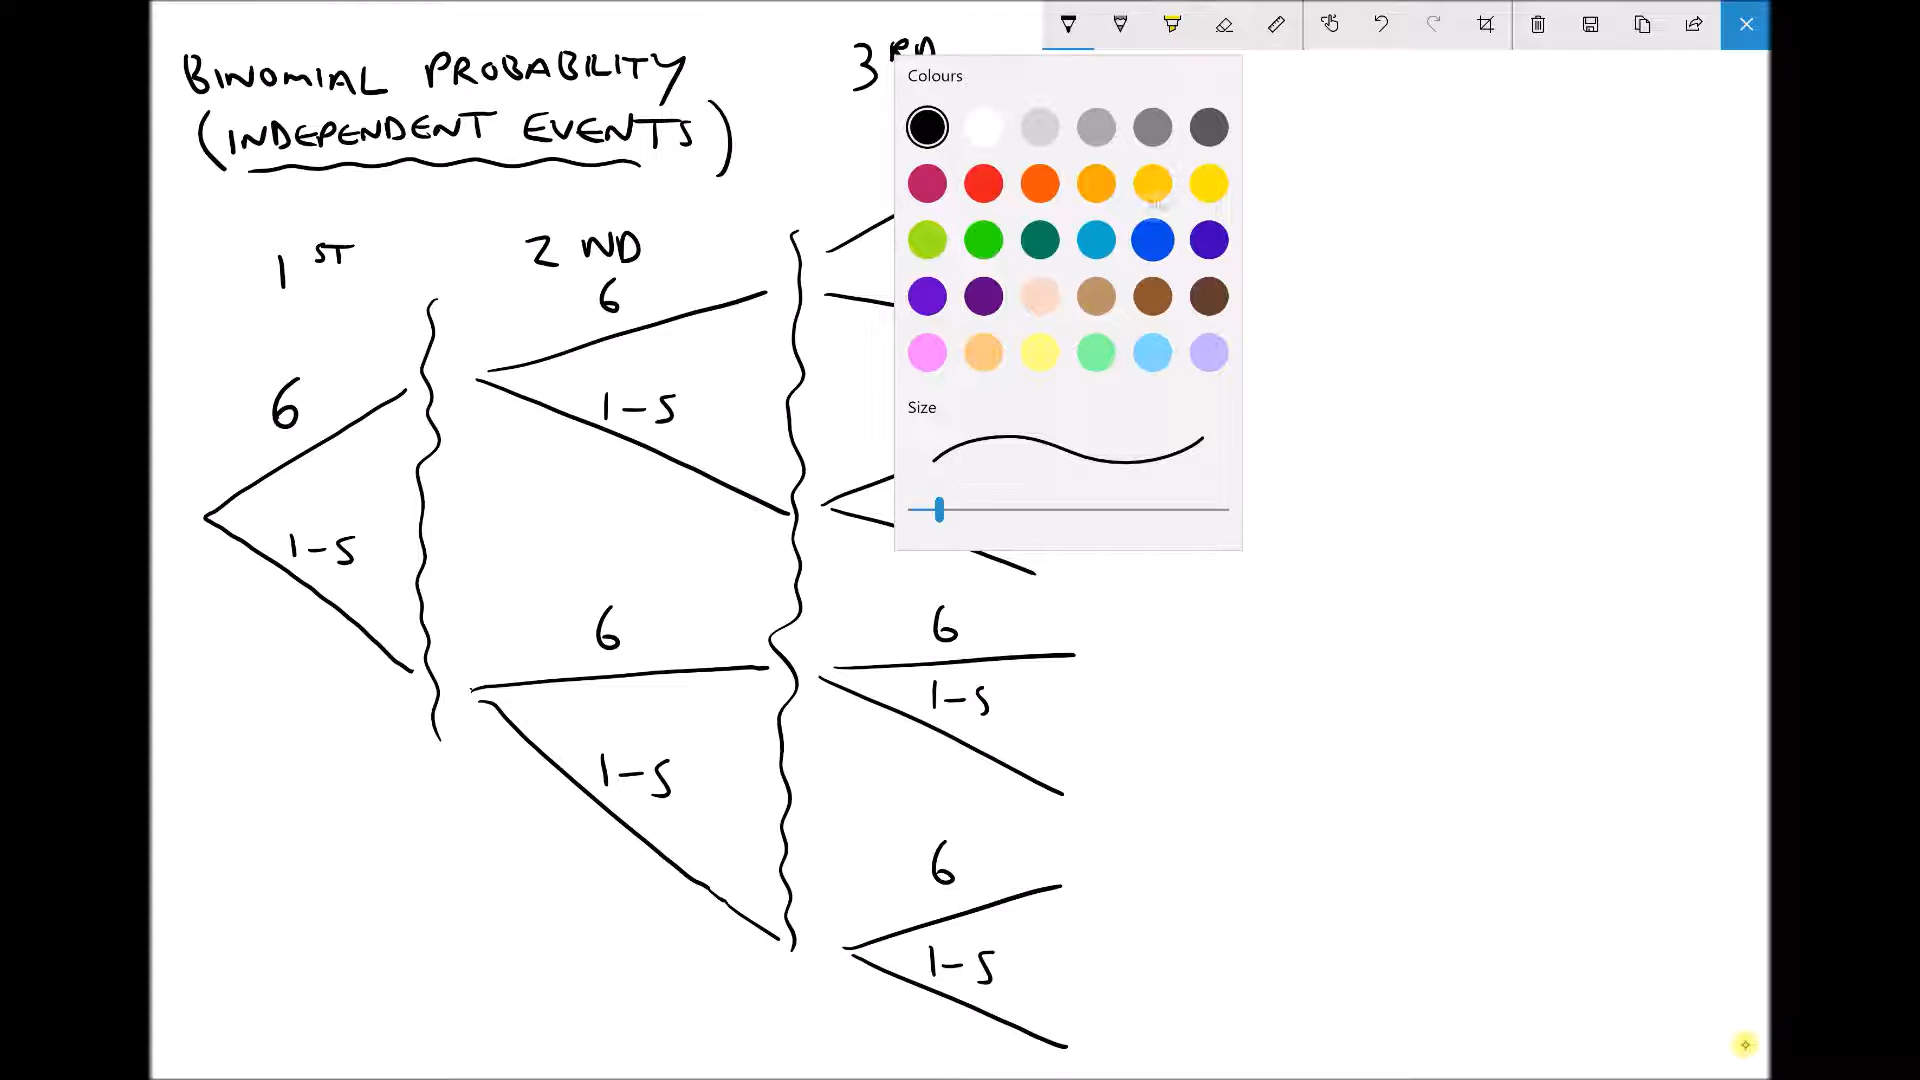 BINOMIAL PROBABILITY
(INDEPENDENT EVENTS)
1ST
2ND
3RD
6
1-5
6
1-5
6
1-5
6
1-5
6
1-5
Colours
Size